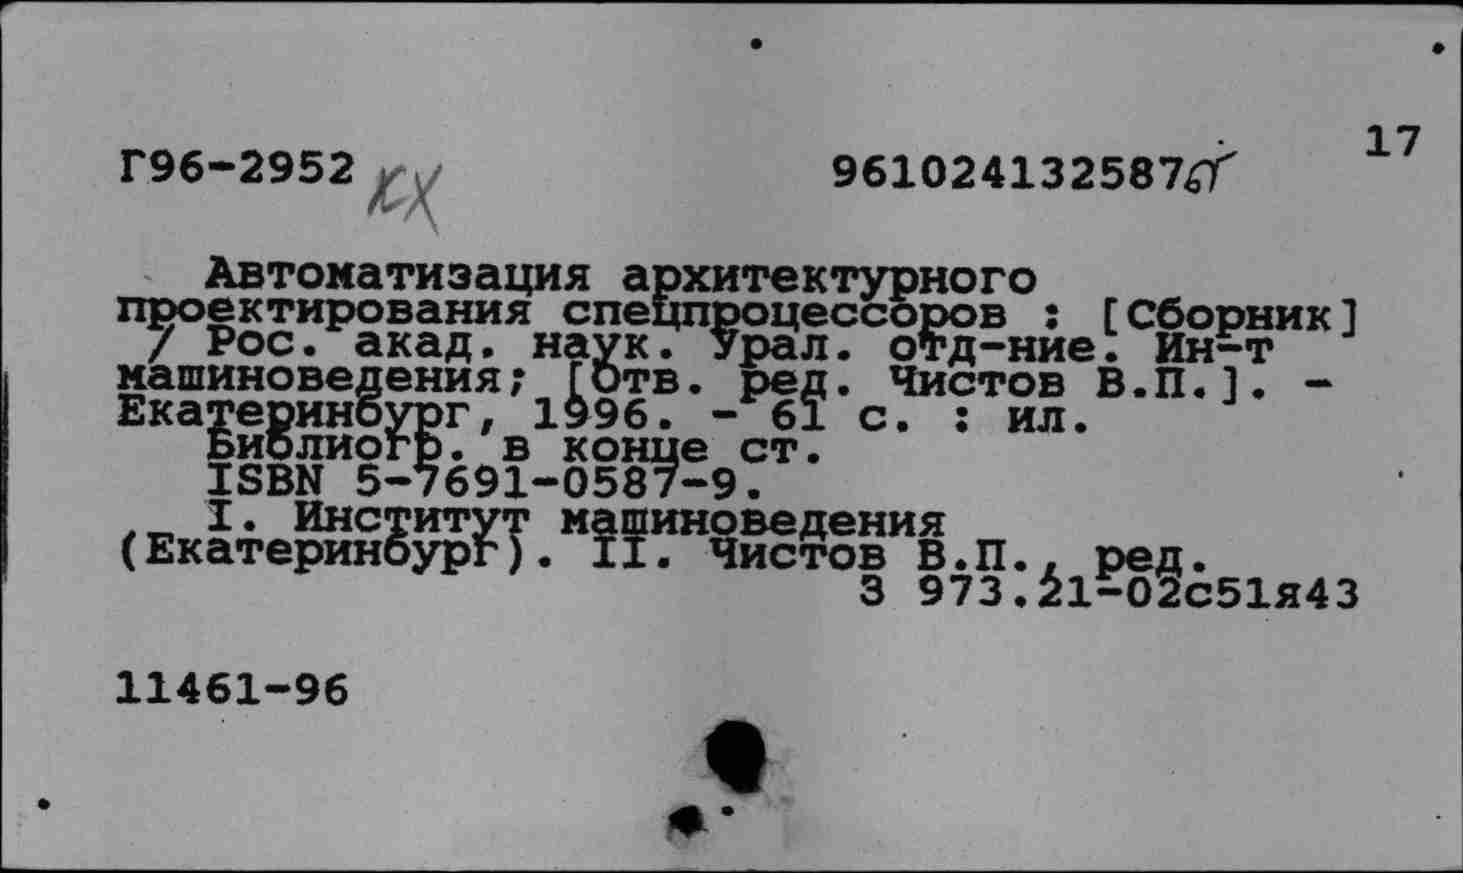 17
Г96-2952 КХ 961024132587
Автоматизация архитектурного
проектирования спецпроцессоров : [Сборник]
/ Рос. акад. наук. Урал. отд-ние. Ин-т
машиноведения; [Отв. ред. Чистов В.П.]. -
Екатеринбург, 1996. - 61 с. : ил.
Библиогр. в конце ст.
ISBN 5-7691-0587-9.
I. Институт машиноведения
(Екатеринбург). II. Чистов В.П., ред.
З 973.21-02с51я43
11461-96